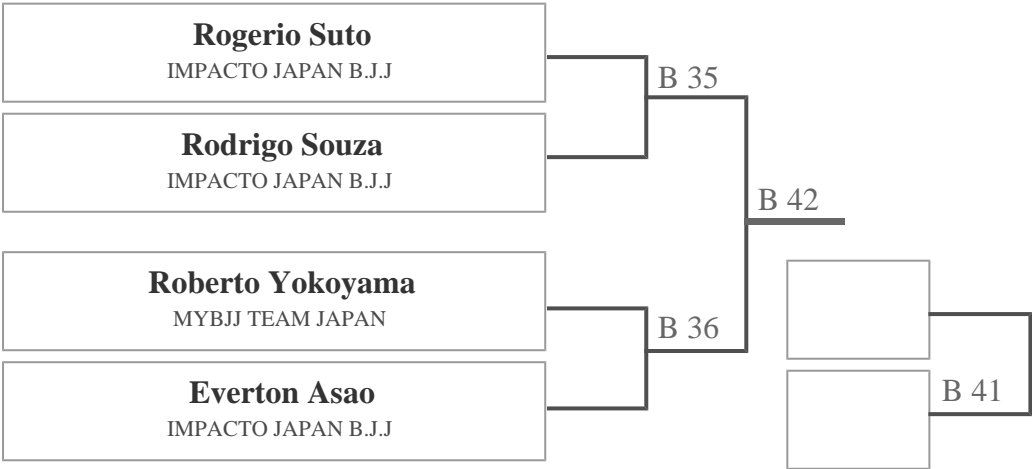 Rogerio Suto
IMPACTO JAPAN B.J.J
B 35
Rodrigo Souza
IMPACTO JAPAN B.J.J
B 42
Roberto Yokoyama
MYBJJ TEAM JAPAN
B 36
Everton Asao
IMPACTO JAPAN B.J.J
B 41